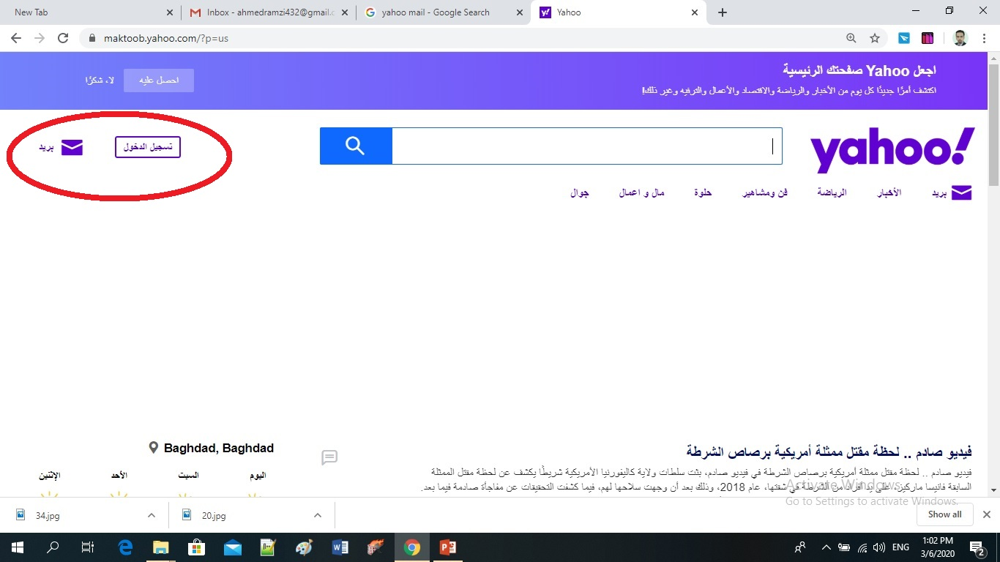 New Tab
Inbox - ahmedramzi432@gmail.c
yahoo mail - Google Search
Yahoo
maktoob.yahoo.com/?p=us
اجعل Yahoo صفحتك الرئيسية
اكتشف أمرًا جديدًا كل يوم من الأخبار والرياضة والاقتصاد والأعمال والترفيه وغير ذلك!
احصل عليه
لا، شكرًا
yahoo!
تسجيل الدخول
بريد
بريد
الأخبار
الرياضة
فن ومشاهير
حلوة
مال و اعمال
جوال
Baghdad, Baghdad
اليوم
السبت
الأحد
الإثنين
فيديو صادم .. لحظة مقتل ممثلة أمريكية برصاص الشرطة
فيديو صادم .. لحظة مقتل ممثلة أمريكية برصاص الشرطة في فيديو صادم، بثت سلطات ولاية كاليفورنيا الأمريكية شريطًا يكشف عن لحظة مقتل الممثلة
السابقة فانيسا ماركيز، على يد أفراد من الشرطة في شقتها، عام 2018، وذلك بعد أن وجهت سلاحها لهم، فيما كشفت التحقيقات عن مفاجأة صادمة فيما بعد.
Activate Windows
Go to Settings to activate Windows.
34.jpg
20.jpg
Show all
ENG
1:02 PM
3/6/2020
2